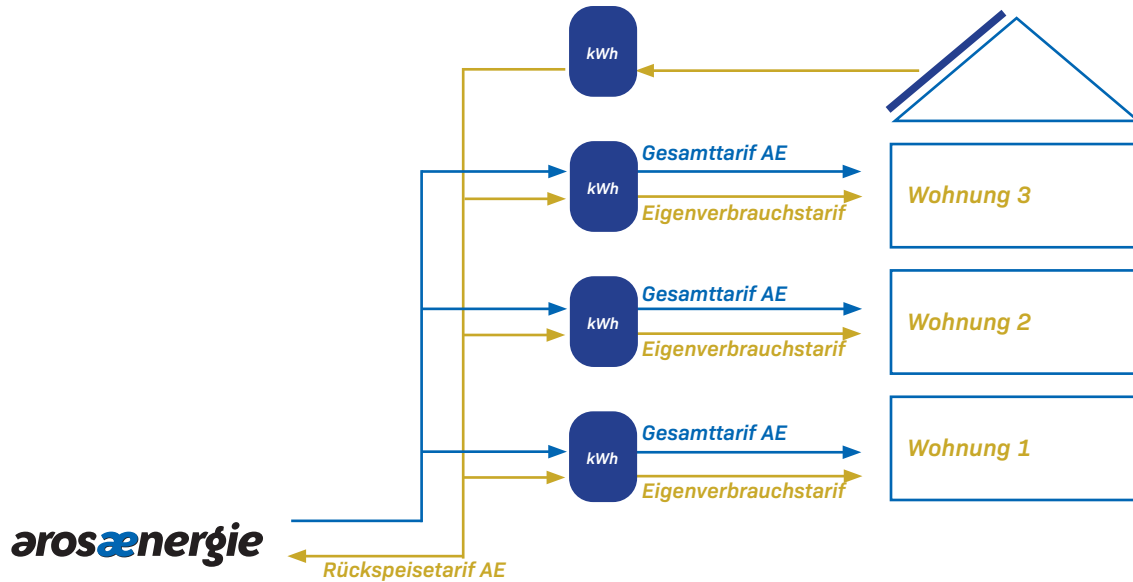 kWh
Gesamttarif AE
kWh
Eigenverbrauchstarif
Wohnung 3
Gesamttarif AE
kWh
Eigenverbrauchstarif
Wohnung 2
Gesamttarif AE
kWh
Eigenverbrauchstarif
Wohnung 1
arosaenergie
Rückspeisetarif AE